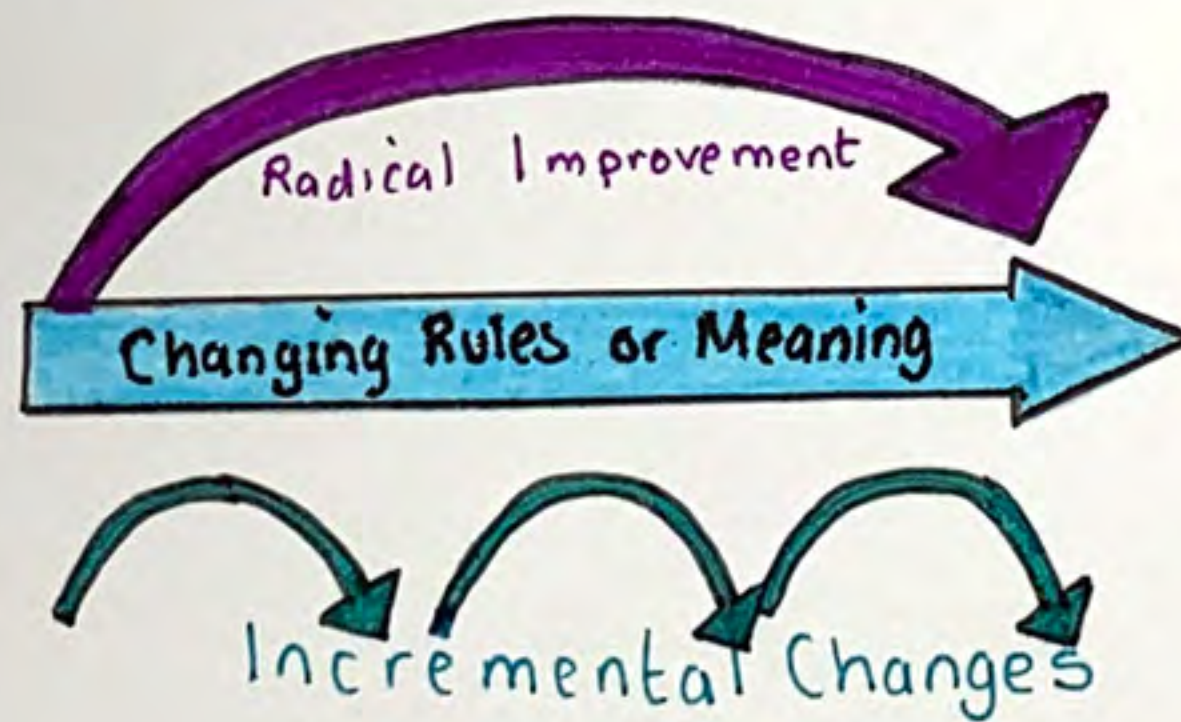 Radical Improvement
Changing Rules or Meaning
Incremental Changes